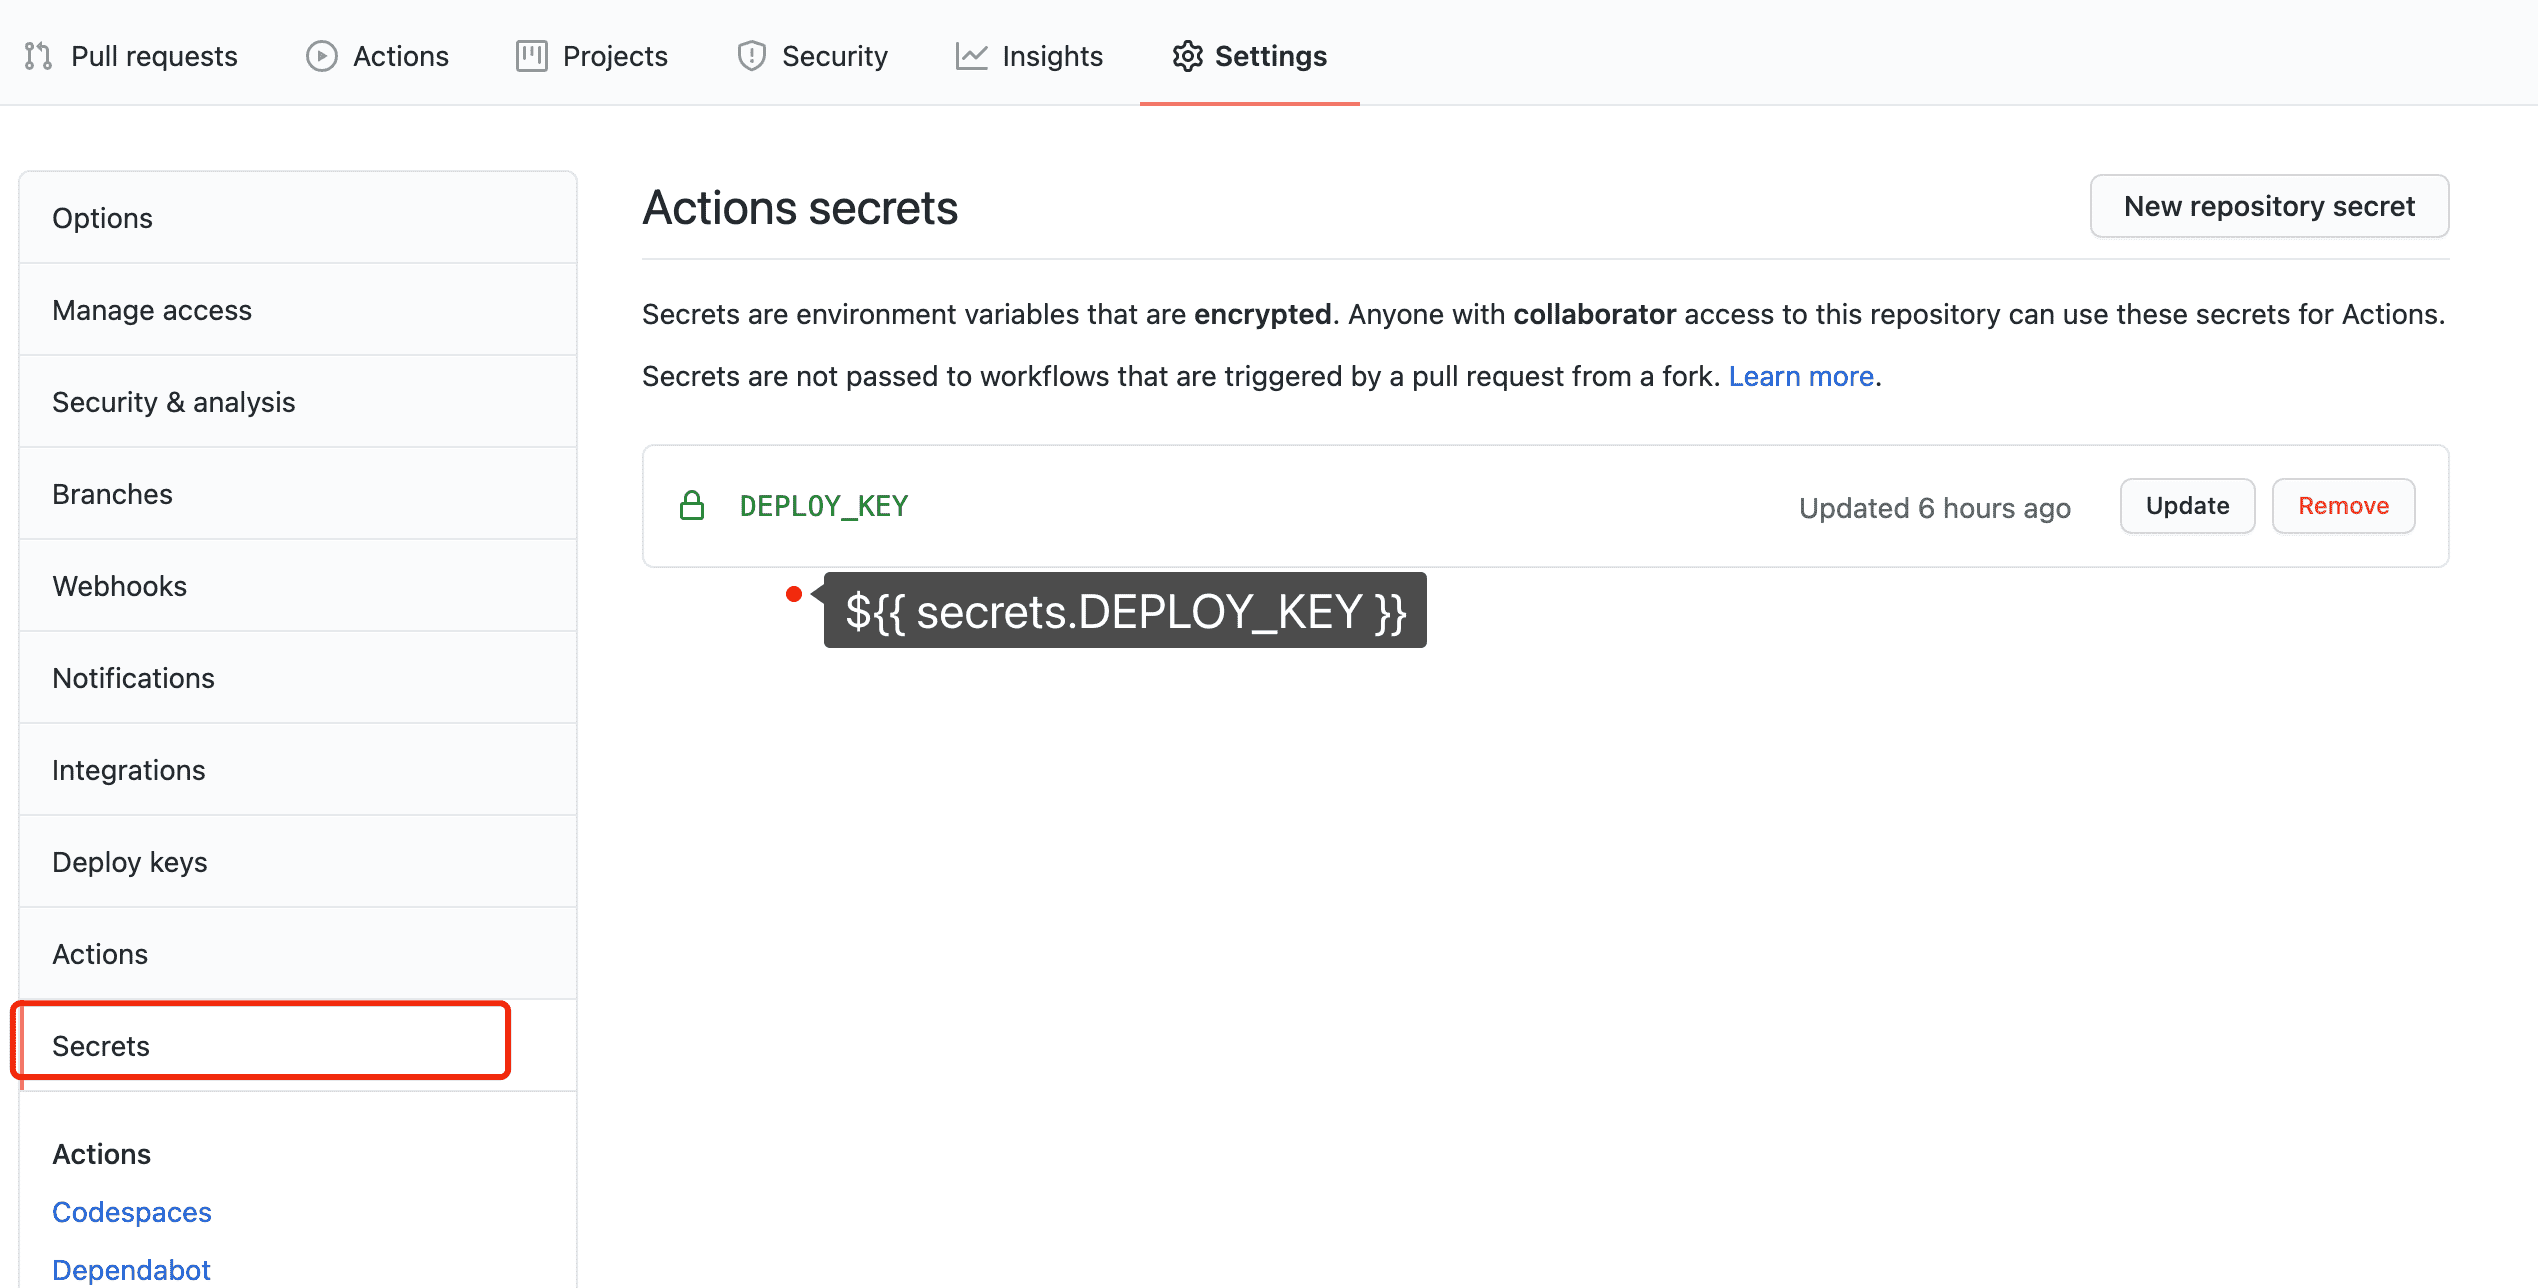 Pull requests Actions Projects Security Insights Settings
Options
Manage access
Security & analysis
Branches
Webhooks
Notifications
Integrations
Deploy keys
Actions
Secrets
Actions
Codespaces
Dependabot
Actions secrets
New repository secret
Secrets are environment variables that are encrypted. Anyone with collaborator access to this repository can use these secrets for Actions.
Secrets are not passed to workflows that are triggered by a pull request from a fork. Learn more.
DEPLOY_KEY Updated 6 hours ago Update Remove
${{ secrets.DEPLOY_KEY }}